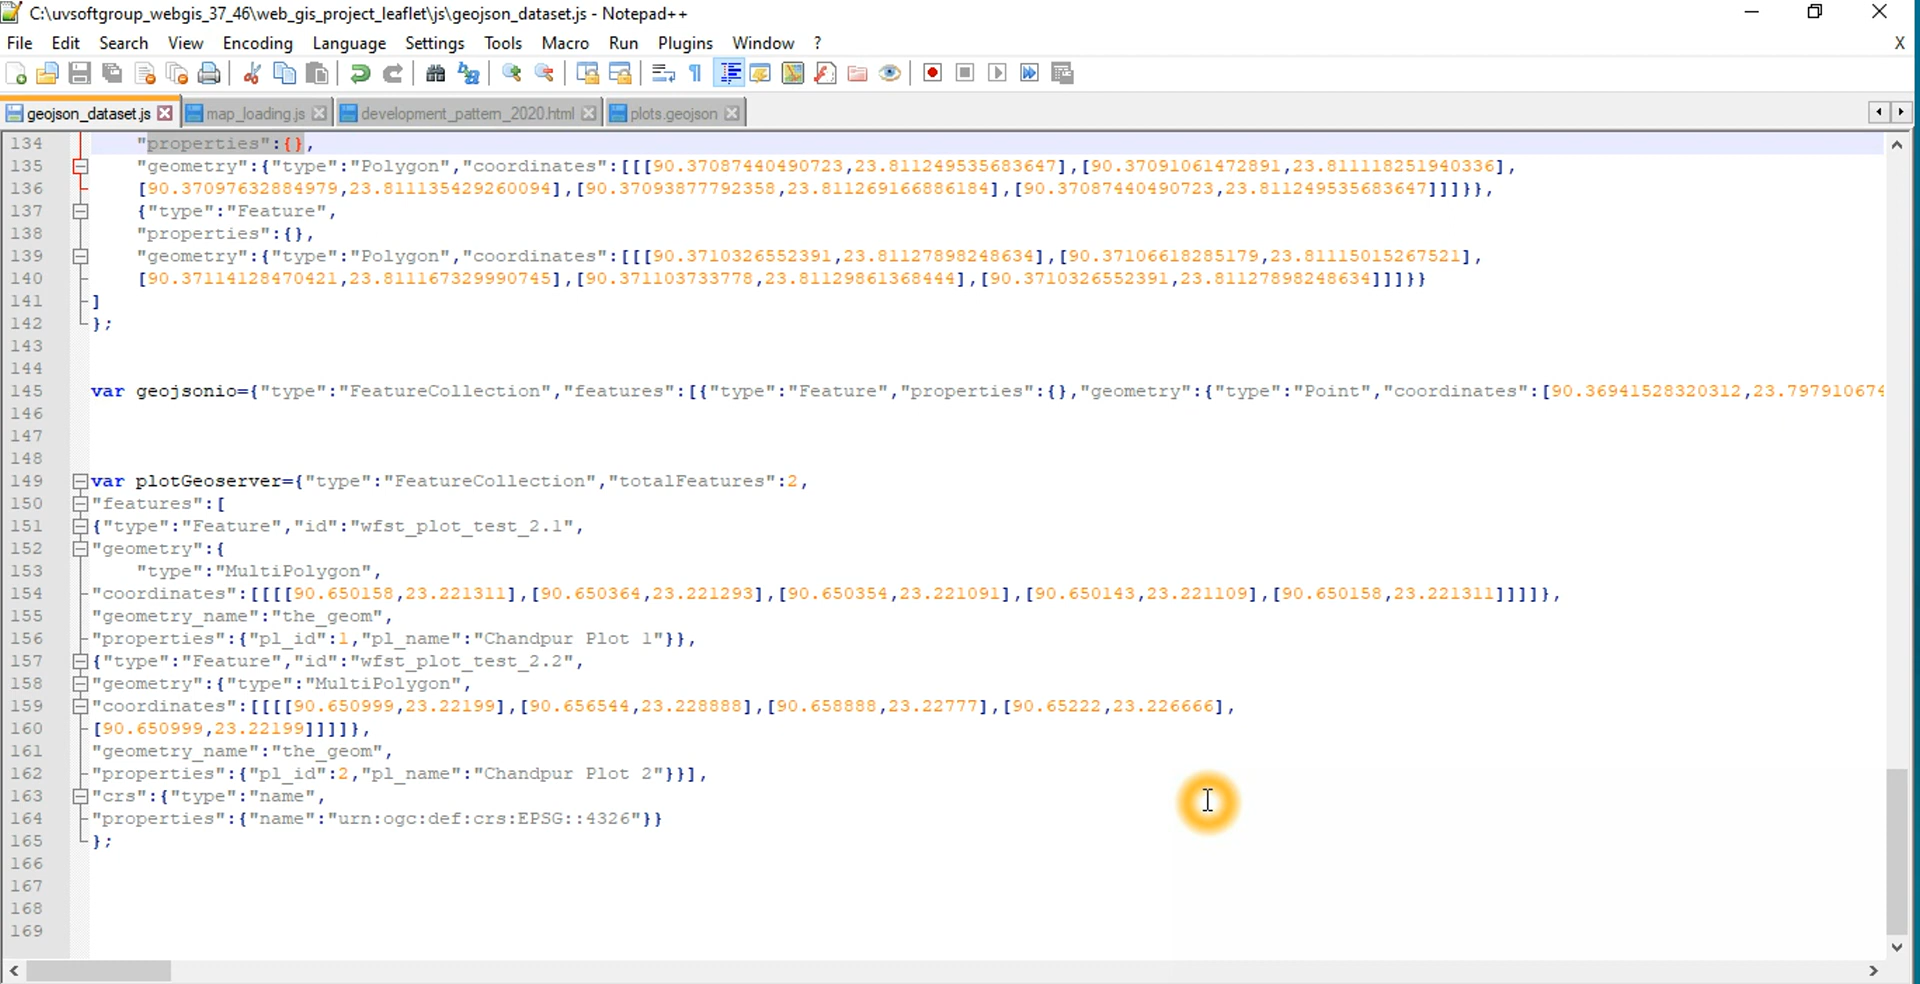 C:\uvsoftgroup_webgis_37_46\web_gis_project_leaflet\js\geojson_dataset.js - Notepad++
File Edit Search View Encoding Language Settings Tools Macro Run Plugins Window ? X
geojson_dataset.js map_loading.js development_pattern_2020.html plots.geojson
134 "properties":{},
135 "geometry":{"type":"Polygon","coordinates":[[[90.37087440490723,23.811249535683647],[90.37091061472891,23.8111118251940336],
136 [90.37097632884979,23.811135429260094],[90.37093877792358,23.811269166886184],[90.37087440490723,23.811249535683647]]]}},
137 {"type":"Feature",
138 "properties":{},
139 "geometry":{"type":"Polygon","coordinates":[[[90.3710326552391,23.81127898248634],[90.37106618285179,23.81115015267521],
140 [90.37114128470421,23.811167329990745],[90.371103733778,23.81129861368444],[90.3710326552391,23.81127898248634]]]}}
141 ]
142 };
143
144
145 var geojsonio={"type":"FeatureCollection","features":[{"type":"Feature","properties":{},"geometry":{"type":"Point","coordinates":[90.36941528320312,23.797910674
146
147
148
149 var plotGeoserver={"type":"FeatureCollection","totalFeatures":2,
150 "features":[
151 {"type":"Feature","id":"wfst_plot_test_2.1",
152 "geometry":{
153 "type":"MultiPolygon",
154 "coordinates":[[[[90.650158,23.221311],[90.650364,23.221293],[90.650354,23.221091],[90.650143,23.221109],[90.650158,23.221311]]]]},
155 "geometry_name":"the_geom",
156 "properties":{"pl_id":1,"pl_name":"Chandpur Plot 1"}},
157 {"type":"Feature","id":"wfst_plot_test_2.2",
158 "geometry":{"type":"MultiPolygon",
159 "coordinates":[[[[90.650999,23.22199],[90.656544,23.228888],[90.658888,23.22777],[90.65222,23.226666],
160 [90.650999,23.22199]]]]},
161 "geometry_name":"the_geom",
162 "properties":{"pl_id":2,"pl_name":"Chandpur Plot 2"}}],
163 "crs":{"type":"name",
164 "properties":{"name":"urn:ogc:def:crs:EPSG::4326"}}
165 };
166
167
168
169